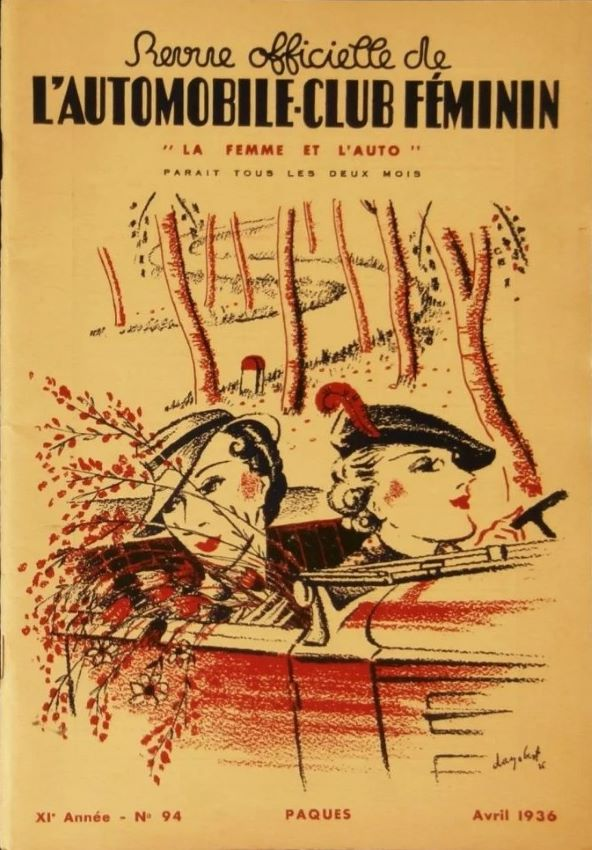 Revue officielle de
L'AUTOMOBILE-CLUB FÉMININ
" LA FEMME ET L'AUTO "
PARAIT TOUS LES DEUX MOIS
XIe Année - No 94
PAQUES
Avril 1936